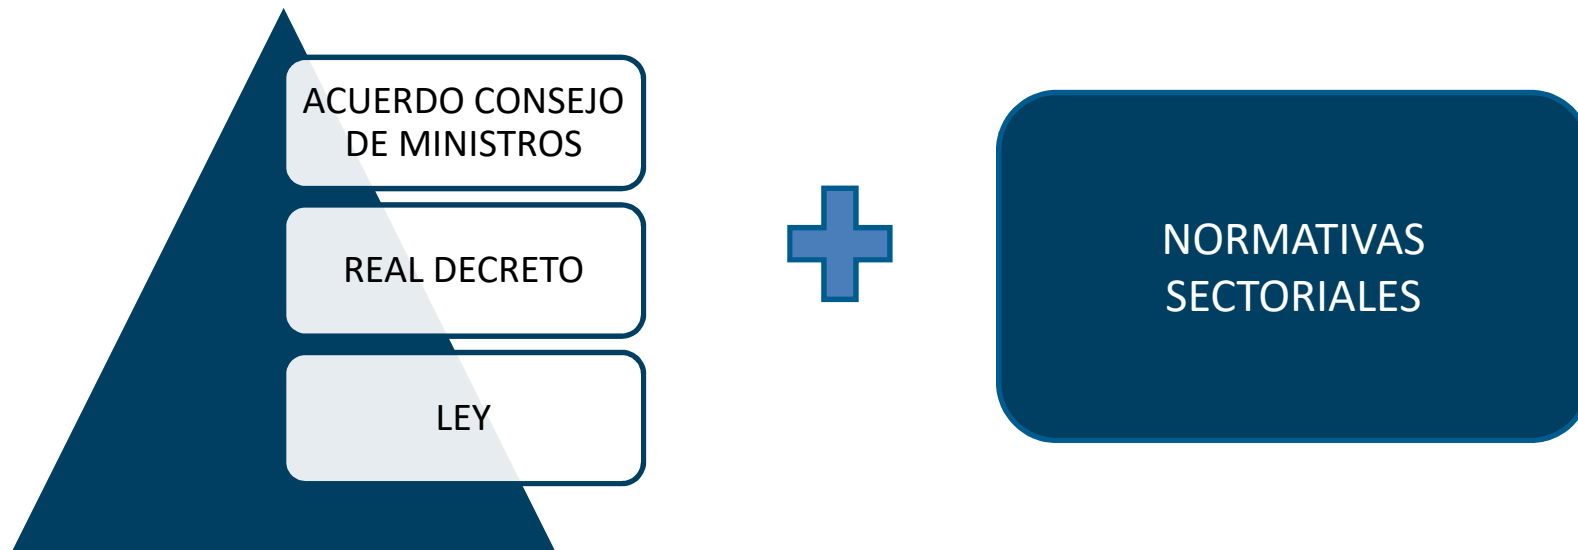 ACUERDO CONSEJO
DE MINISTROS
REAL DECRETO
LEY
NORMATIVAS
SECTORIALES